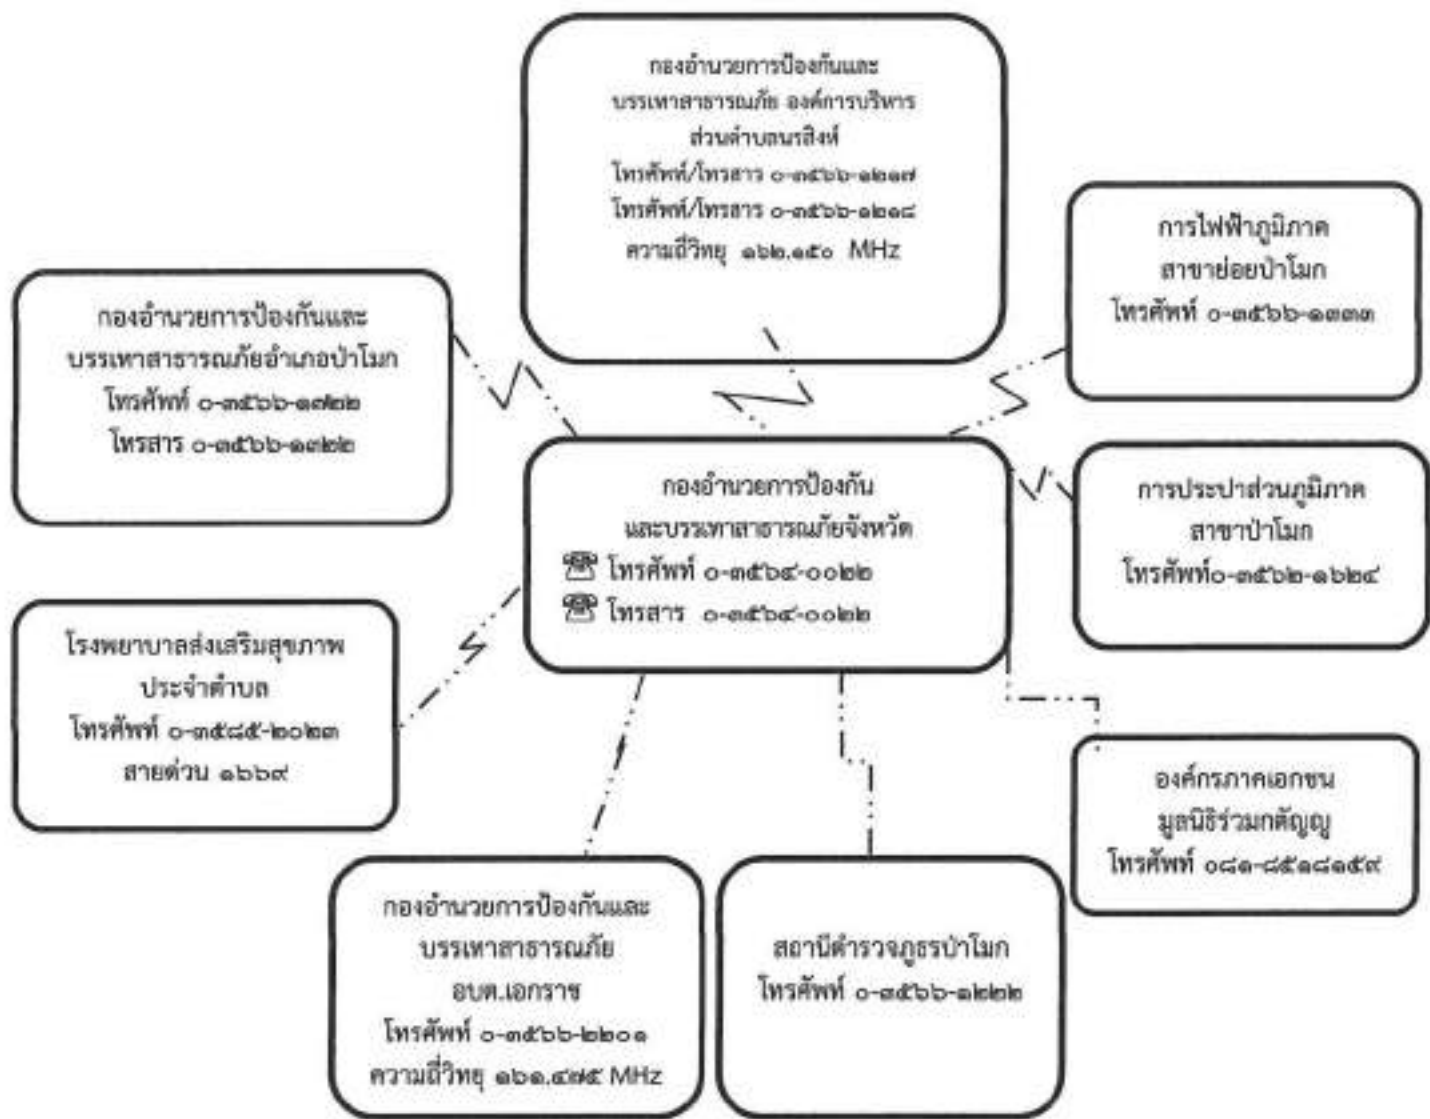 กองอำนวยการป้องกันและ
บรรเทาสาธารณภัย องค์การบริหาร
ส่วนตำบลนรสิงห์
โทรศัพท์/โทรสาร ๐-๓๕๖๖-๑๒๑๗
โทรศัพท์/โทรสาร ๐-๓๕๖๖-๑๒๑๘
ความถี่วิทยุ ๑๖๒.๑๕๐ MHz
การไฟฟ้าภูมิภาค
สาขาย่อยป่าโมก
โทรศัพท์ ๐-๓๕๖๖-๑๓๓๓
กองอำนวยการป้องกันและ
บรรเทาสาธารณภัยอำเภอป่าโมก
โทรศัพท์ ๐-๓๕๖๖-๑๗๒๒
โทรสาร ๐-๓๕๖๖-๑๓๒๒
กองอำนวยการป้องกัน
และบรรเทาสาธารณภัยจังหวัด
โทรศัพท์ ๐-๓๕๖๔-๐๐๒๒
โทรสาร ๐-๓๕๖๔-๐๐๒๒
การประปาส่วนภูมิภาค
สาขาป่าโมก
โทรศัพท์๐-๓๕๖๒-๑๖๒๔
โรงพยาบาลส่งเสริมสุขภาพ
ประจำตำบล
โทรศัพท์ ๐-๓๕๘๕-๒๐๒๓
สายด่วน ๑๖๖๙
องค์กรภาคเอกชน
มูลนิธิร่วมกตัญญู
โทรศัพท์ ๐๘๑-๘๕๑๘๑๕๙
กองอำนวยการป้องกันและ
บรรเทาสาธารณภัย
อบต.เอกราช
โทรศัพท์ ๐-๓๕๖๖-๒๒๐๑
ความถี่วิทยุ ๑๖๑.๔๗๕ MHz
สถานีตำรวจภูธรป่าโมก
โทรศัพท์ ๐-๓๕๖๖-๑๒๒๒